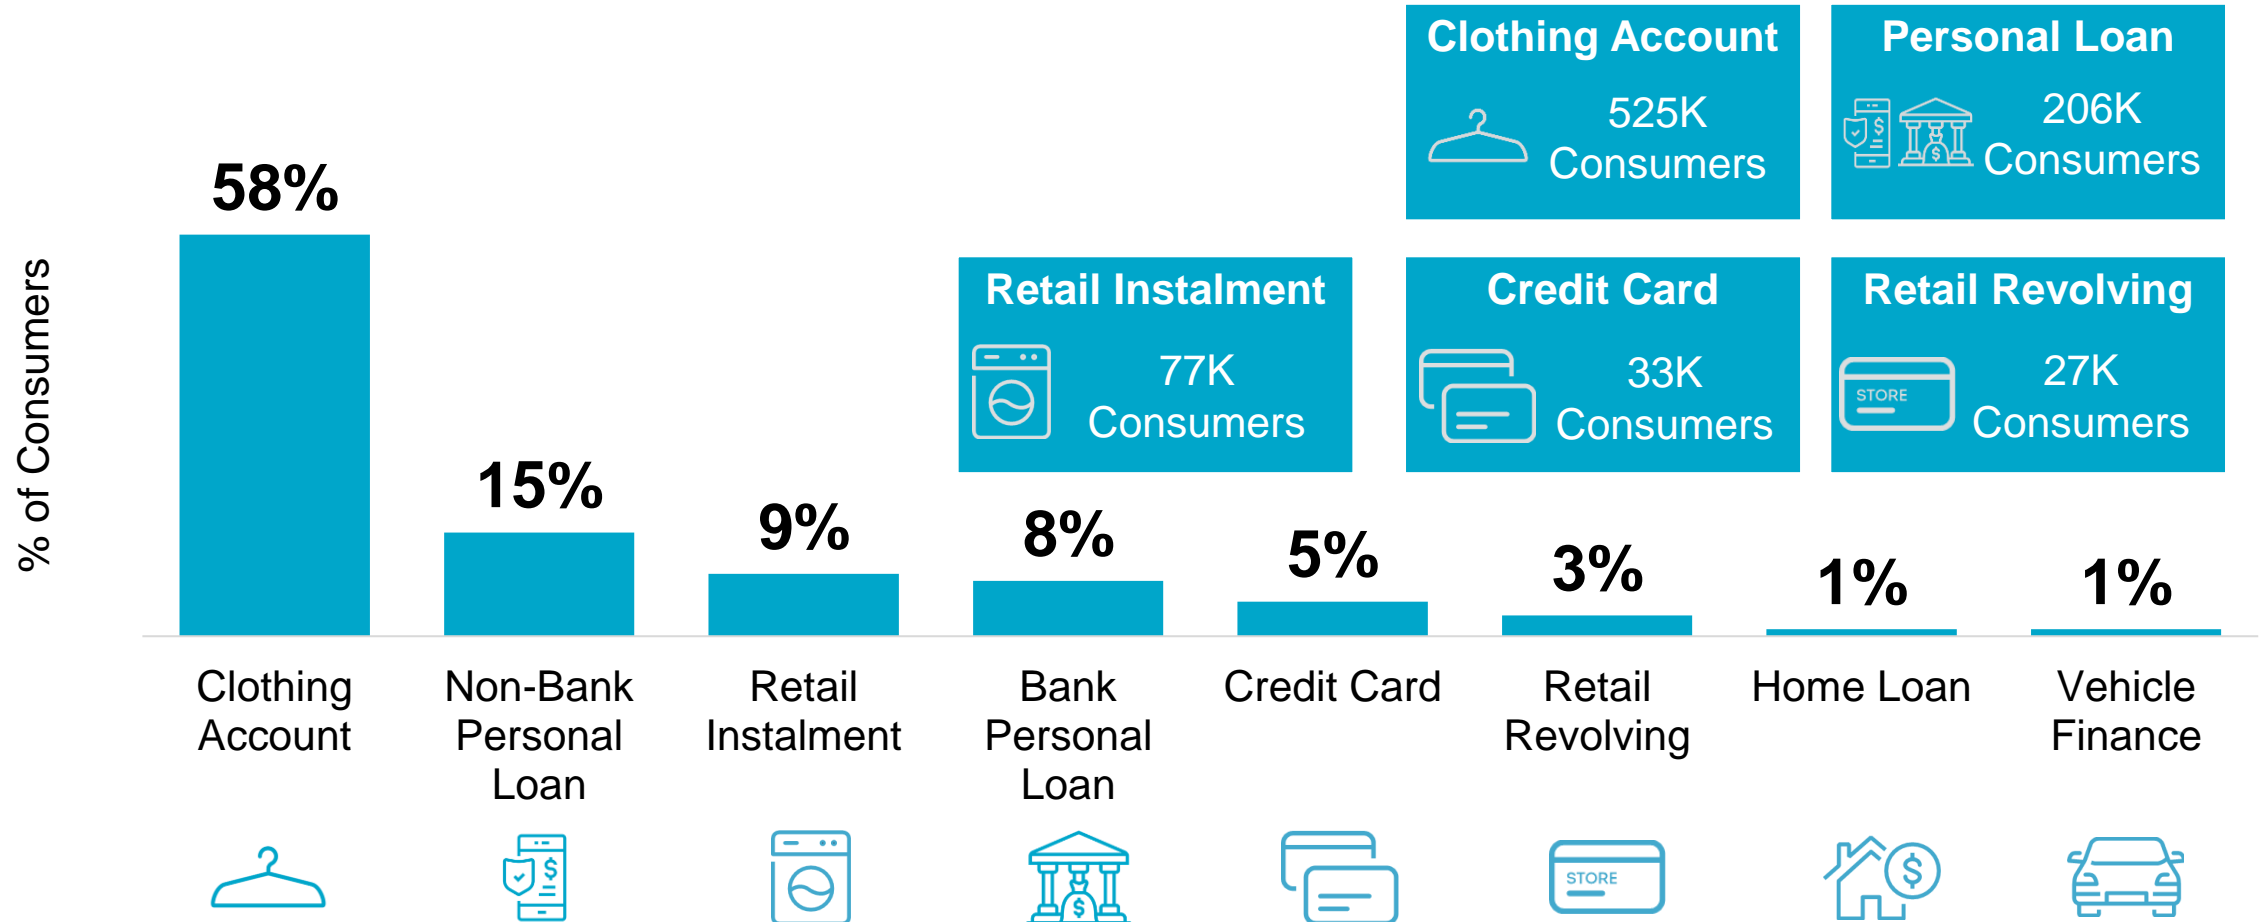 Clothing Account
525K
Consumers
Personal Loan
$
$
206K
Consumers
Retail Instalment
77K
Consumers
Credit Card
33K
Consumers
Retail Revolving
STORE
27K
Consumers
% of Consumers
58%
15%
9%
8%
5%
3%
1%
1%
Clothing
Account
Non-Bank
Personal
Loan
Retail
Instalment
Bank
Personal
Loan
Credit Card
Retail
Revolving
Home Loan
Vehicle
Finance
$
$
STORE
$